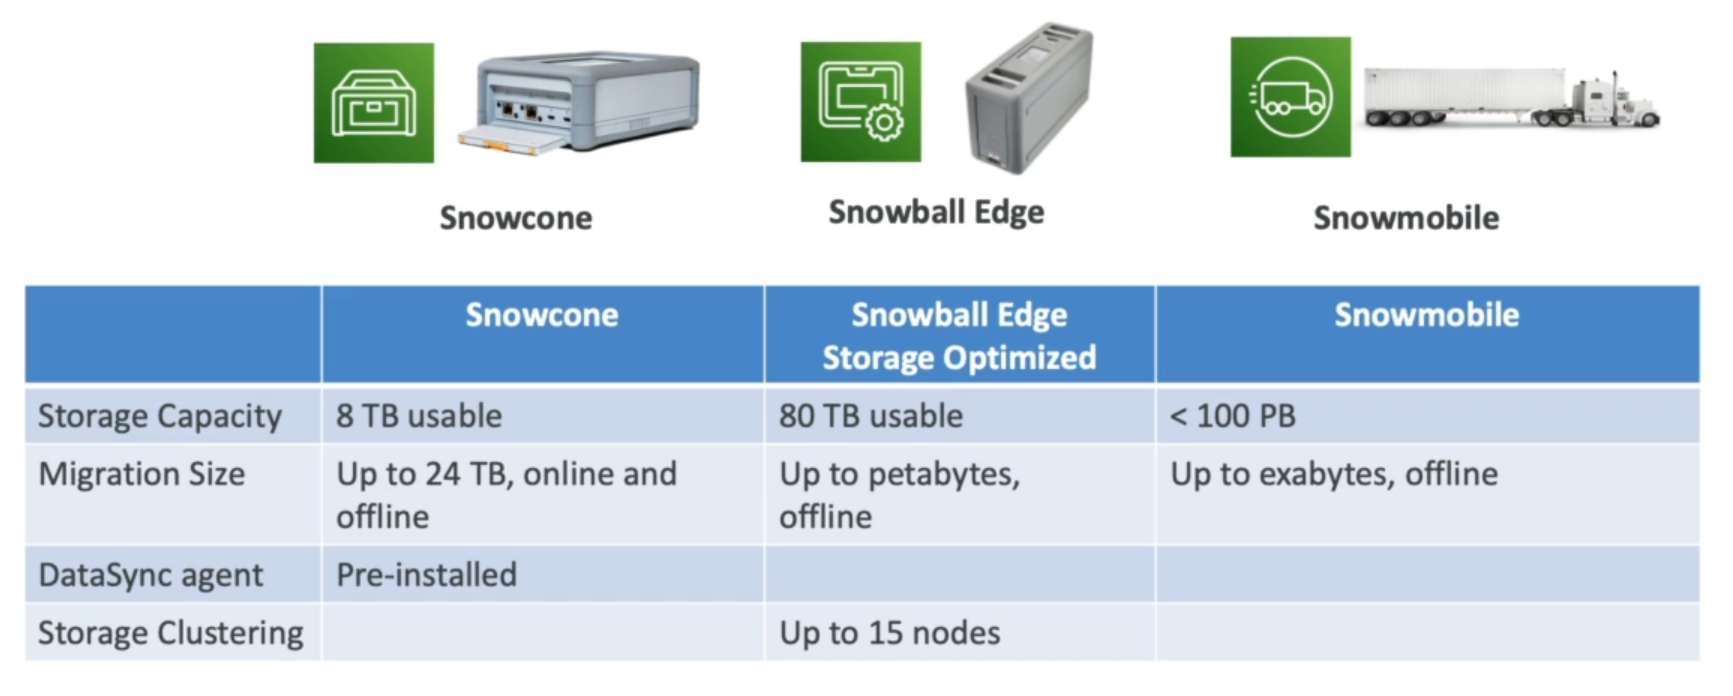 Snowcone
Snowball Edge
Snowmobile
Snowcone
Snowball Edge
Storage Optimized
Snowmobile
Storage Capacity
8 TB usable
80 TB usable
< 100 PB
Migration Size
Up to 24 TB, online and
offline
Up to petabytes,
offline
Up to exabytes, offline
DataSync agent
Pre-installed
Storage Clustering
Up to 15 nodes